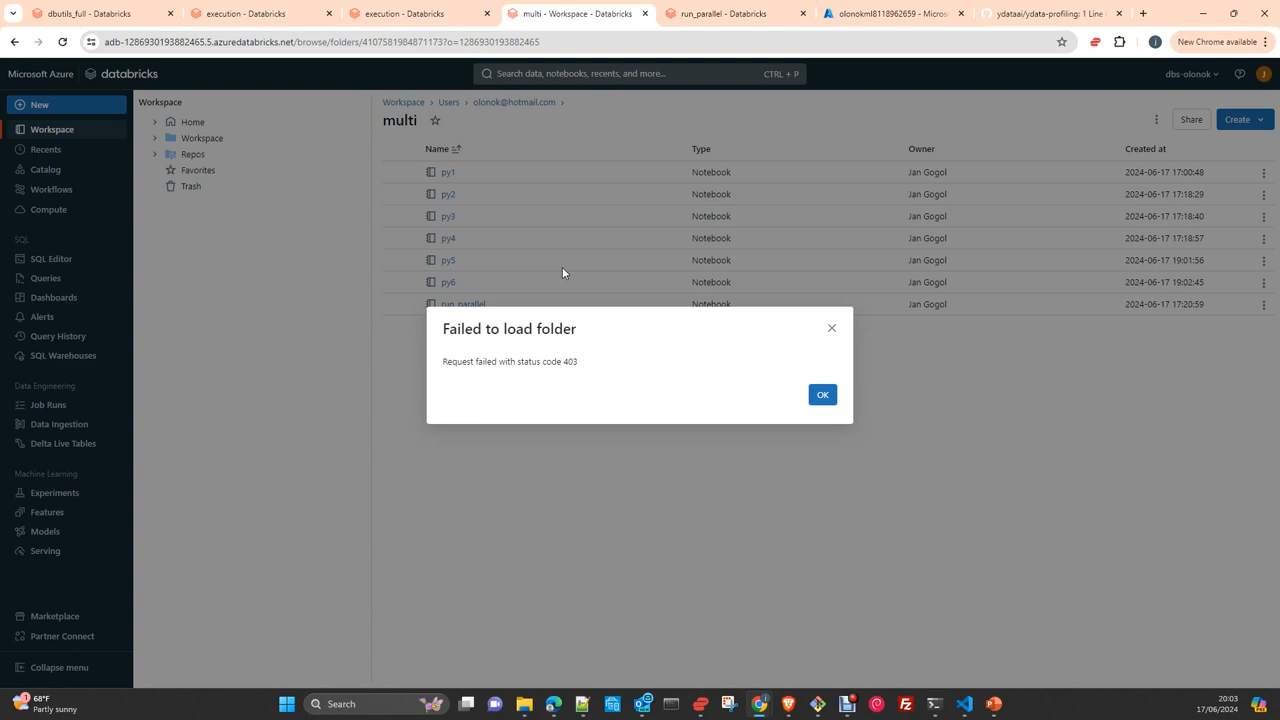 dbutils_full - Databricks
execution - Databricks
execution - Databricks
multi - Workspace - Databricks
run_parallel - Databricks
olonokml8118962659 - Micros
ydataai/ydata-profiling: 1 Line
adb-1286930193882465.5.azuredatabricks.net/browse/folders/4107581984871173?o=1286930193882465
New Chrome available
Microsoft Azure
databricks
Search data, notebooks, recents, and more...
CTRL + P
dbs-olonok
J
New
Workspace
Recents
Catalog
Workflows
Compute
SQL
SQL Editor
Queries
Dashboards
Alerts
Query History
SQL Warehouses
Data Engineering
Job Runs
Data Ingestion
Delta Live Tables
Machine Learning
Experiments
Features
Models
Serving
Marketplace
Partner Connect
Collapse menu
Workspace
Home
Workspace
Repos
Favorites
Trash
Workspace > Users > olonok@hotmail.com >
multi
Share
Create
Name Type Owner Created at
py1 Notebook Jan Gogol 2024-06-17 17:00:48
py2 Notebook Jan Gogol 2024-06-17 17:18:29
py3 Notebook Jan Gogol 2024-06-17 17:18:40
py4 Notebook Jan Gogol 2024-06-17 17:18:57
py5 Notebook Jan Gogol 2024-06-17 19:01:56
py6 Notebook Jan Gogol 2024-06-17 19:02:45
run_parallel Notebook Jan Gogol 2024-06-17 17:20:59
Failed to load folder
Request failed with status code 403
OK
68°F
Partly sunny
Search
20:03
17/06/2024